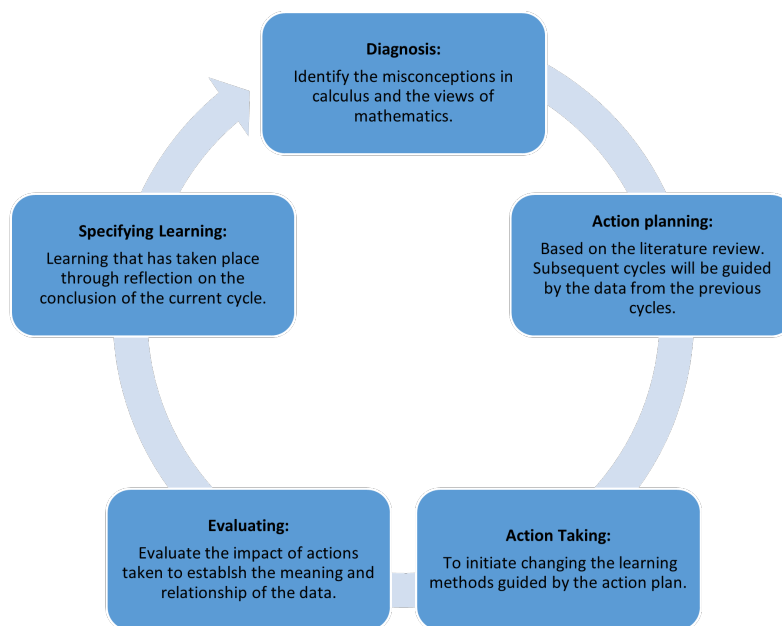 Diagnosis:
Identify the misconceptions in
calculus and the views of
mathematics.
Action planning:
Based on the literature review.
Subsequent cycles will be guided
by the data from the previous
cycles.
Action Taking:
To initiate changing the learning
methods guided by the action plan.
Evaluating:
Evaluate the impact of actions
taken to establsh the meaning and
relationship of the data.
Specifying Learning:
Learning that has taken place
through reflection on the
conclusion of the current cycle.